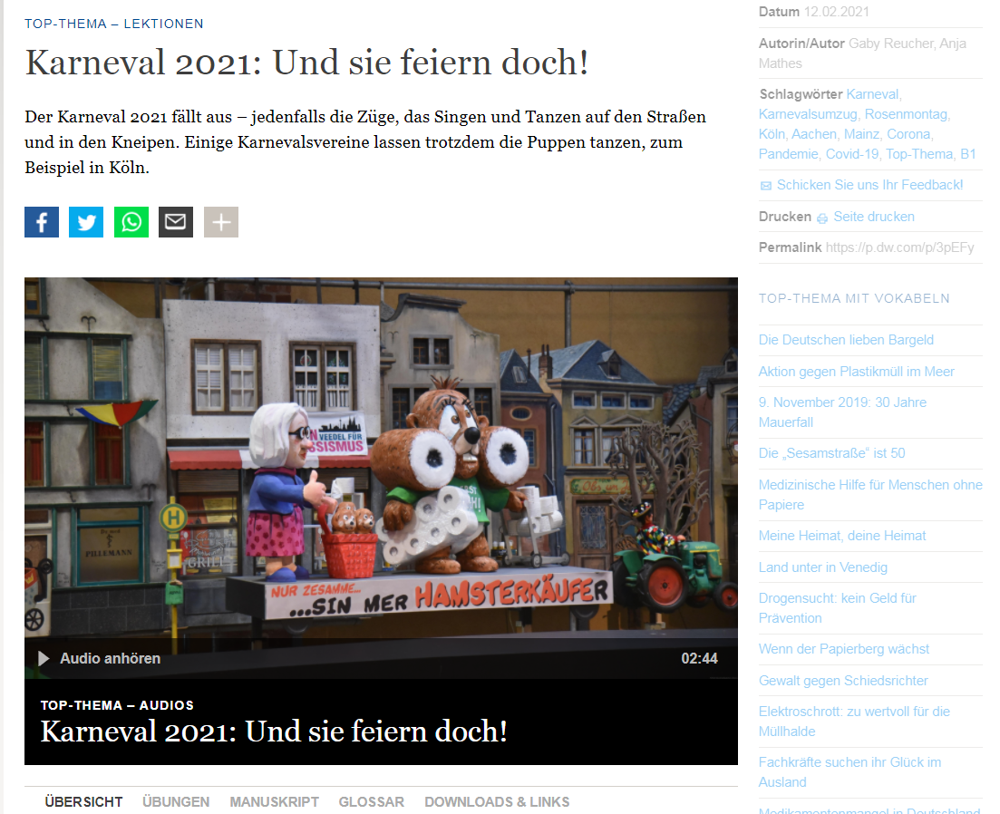 TOP-THEMA – LEKTIONEN
Karneval 2021: Und sie feiern doch!
Der Karneval 2021 fällt aus – jedenfalls die Züge, das Singen und Tanzen auf den Straßen
und in den Kneipen. Einige Karnevalsvereine lassen trotzdem die Puppen tanzen, zum
Beispiel in Köln.
VEEDEL FÜR
SSISMUS
H
PILLEMANN
GRILL
NUR ZESAMME...
...SIN MER HAMSTERKÄUFER
Audio anhören
02:44
TOP-THEMA – AUDIOS
Karneval 2021: Und sie feiern doch!
ÜBERSICHT ÜBUNGEN MANUSKRIPT GLOSSAR DOWNLOADS & LINKS
Datum 12.02.2021
Autorin/Autor Gaby Reucher, Anja
Mathes
Schlagwörter Karneval,
Karnevalsumzug, Rosenmontag,
Köln, Aachen, Mainz, Corona,
Pandemie, Covid-19, Top-Thema, B1
Schicken Sie uns Ihr Feedback!
Drucken Seite drucken
Permalink https://p.dw.com/p/3pEFy
TOP-THEMA MIT VOKABELN
Die Deutschen lieben Bargeld
Aktion gegen Plastikmüll im Meer
9. November 2019: 30 Jahre
Mauerfall
Die „Sesamstraße“ ist 50
Medizinische Hilfe für Menschen ohne
Papiere
Meine Heimat, deine Heimat
Land unter in Venedig
Drogensucht: kein Geld für
Prävention
Wenn der Papierberg wächst
Gewalt gegen Schiedsrichter
Elektroschrott: zu wertvoll für die
Müllhalde
Fachkräfte suchen ihr Glück im
Ausland
Medikamentenmangel in Deutschland